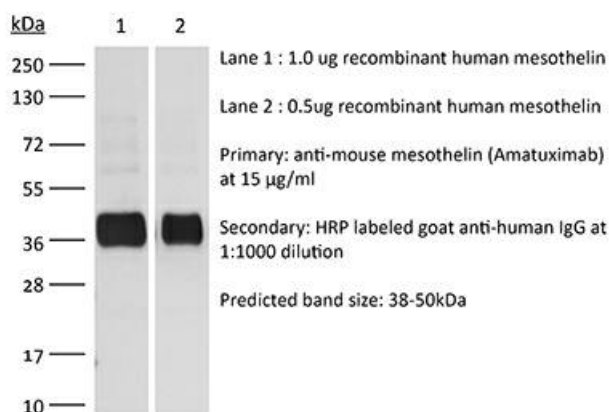 kDa
1 2
250
130
72
55
36
28
17
10
Lane 1 : 1.0 ug recombinant human mesothelin
Lane 2 : 0.5ug recombinant human mesothelin
Primary: anti-mouse mesothelin (Amatuximab)
at 15 µg/ml
Secondary: HRP labeled goat anti-human IgG at
1:1000 dilution
Predicted band size: 38-50kDa